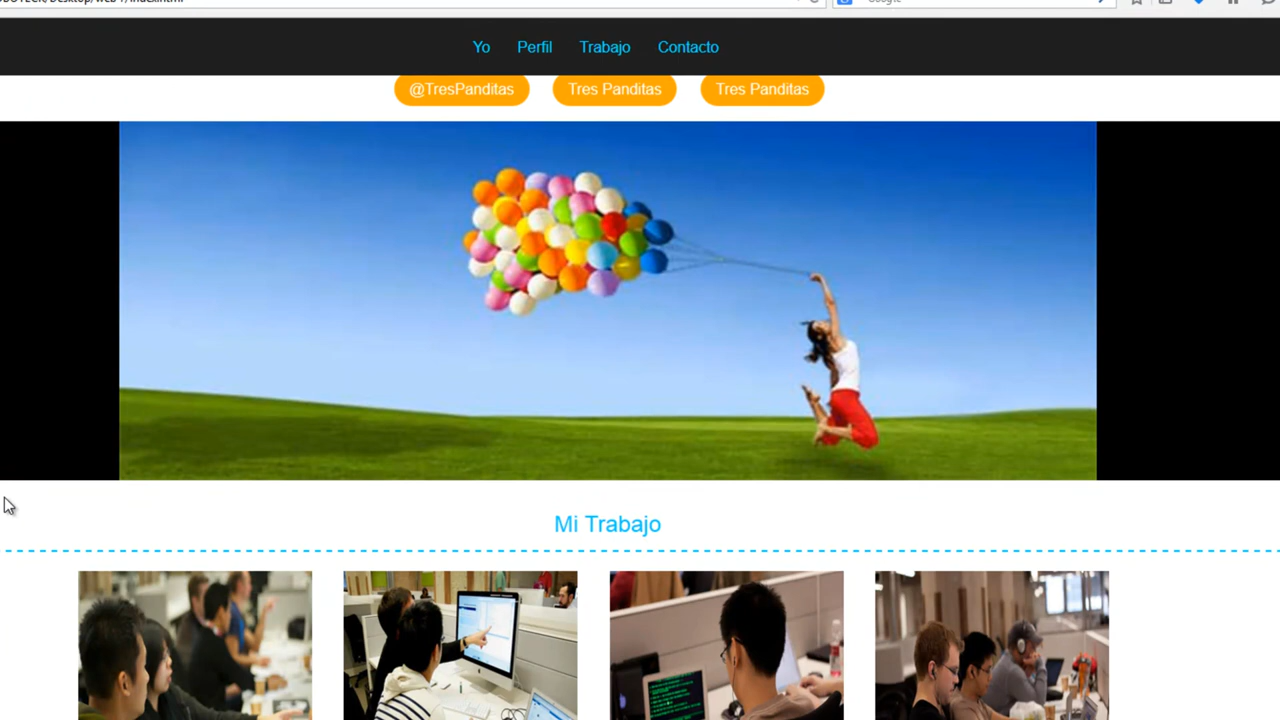 Yo Perfil Trabajo Contacto
@TresPanditas Tres Panditas Tres Panditas
Mi Trabajo